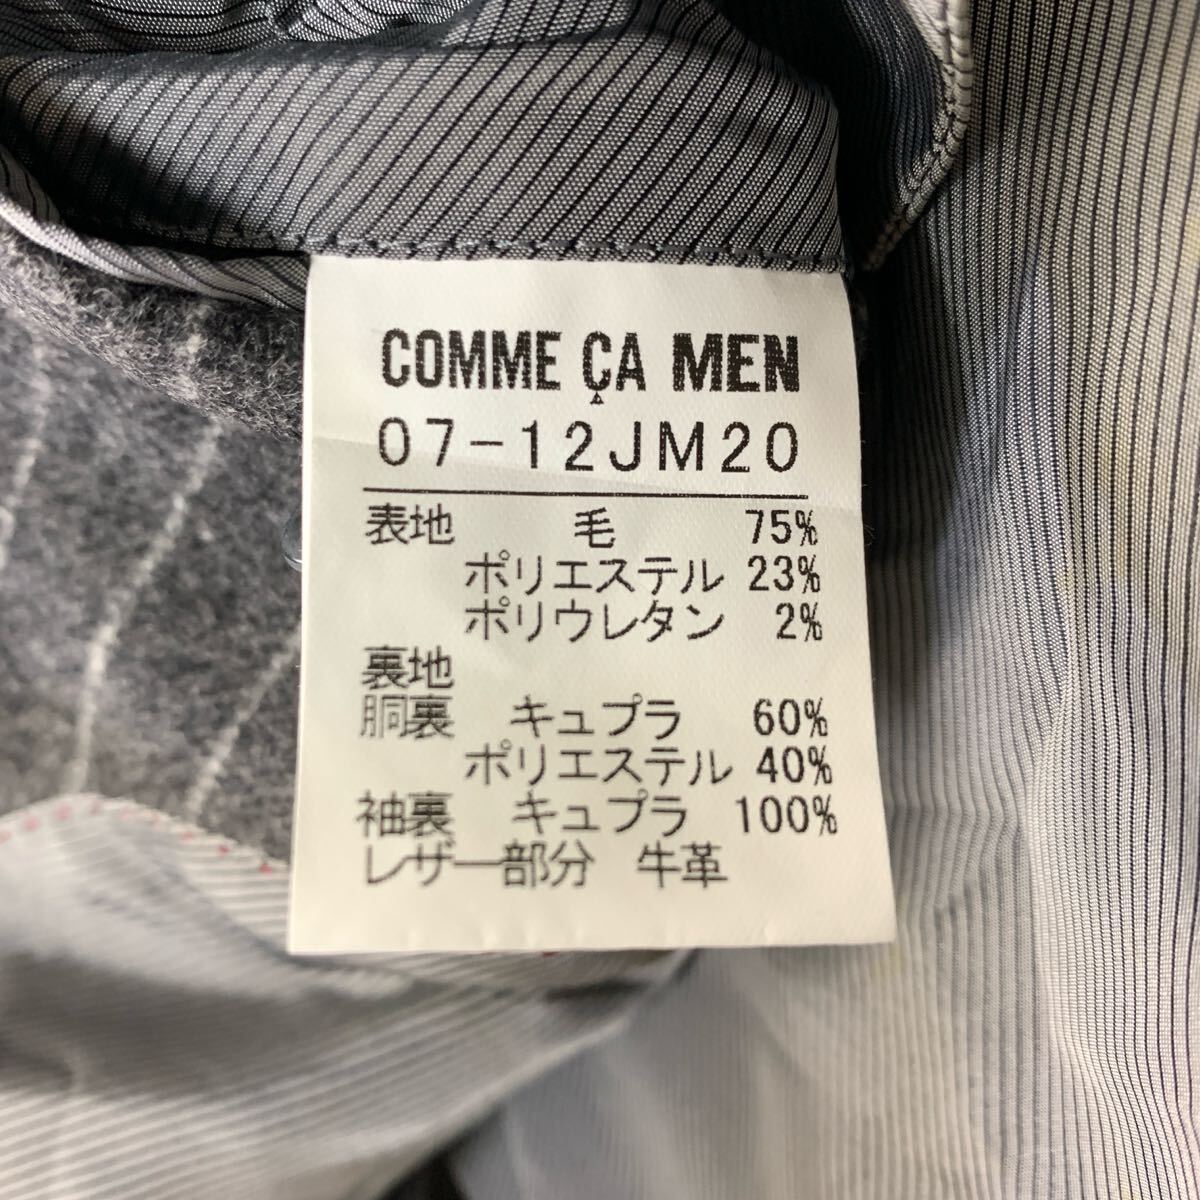 COMME ÇA MEN
07-12JM20
表地 毛 75%
ポリエステル 23%
ポリウレタン 2%
裏地
胴裏 キュプラ 60%
ポリエステル 40%
袖裏 キュプラ 100%
レザー部分 牛革